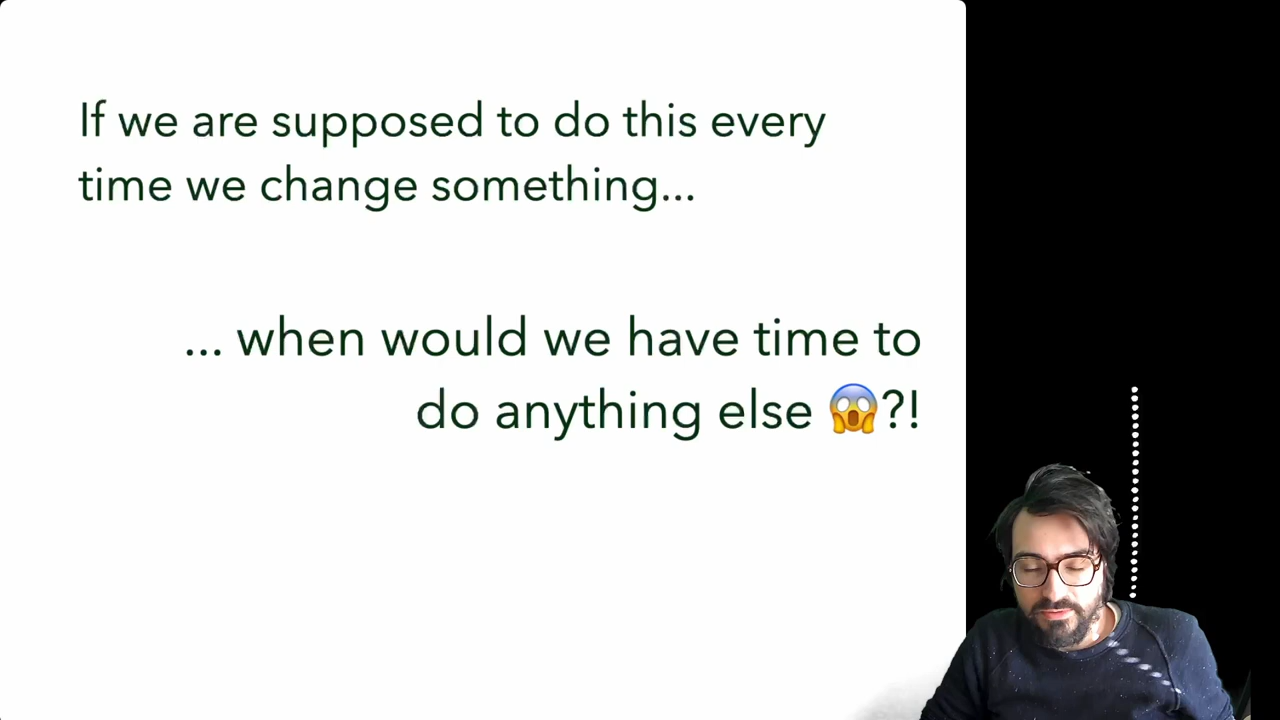 If we are supposed to do this every
time we change something...
... when would we have time to
do anything else 😱?!